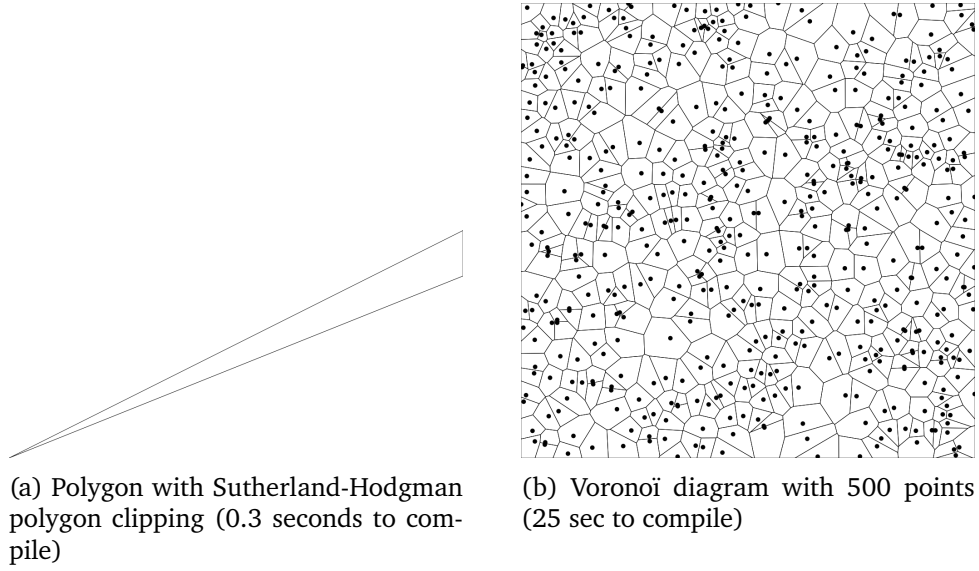 (a) Polygon with Sutherland-Hodgman
polygon clipping (0.3 seconds to com-
pile)
(b) Voronoï diagram with 500 points
(25 sec to compile)